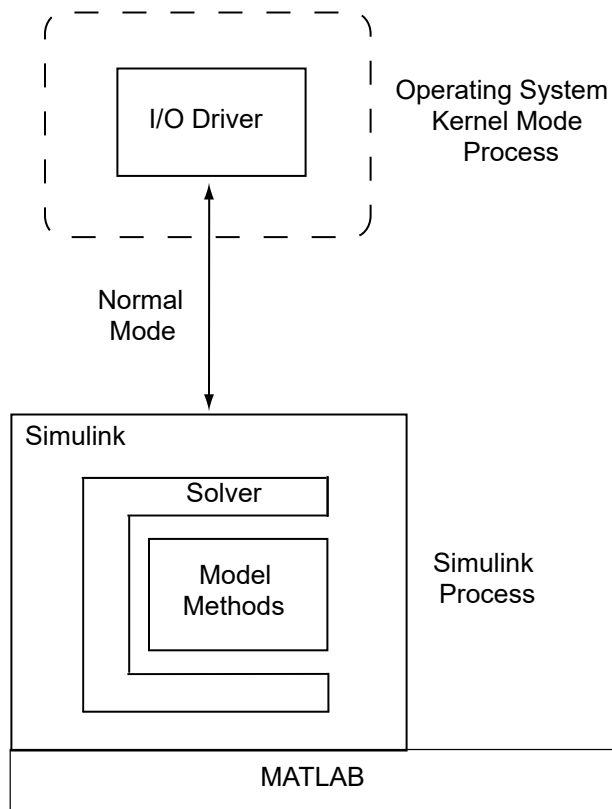 I/O Driver
Operating System
Kernel Mode
Process
Normal
Mode
Simulink
Solver
Model
Methods
Simulink
Process
MATLAB